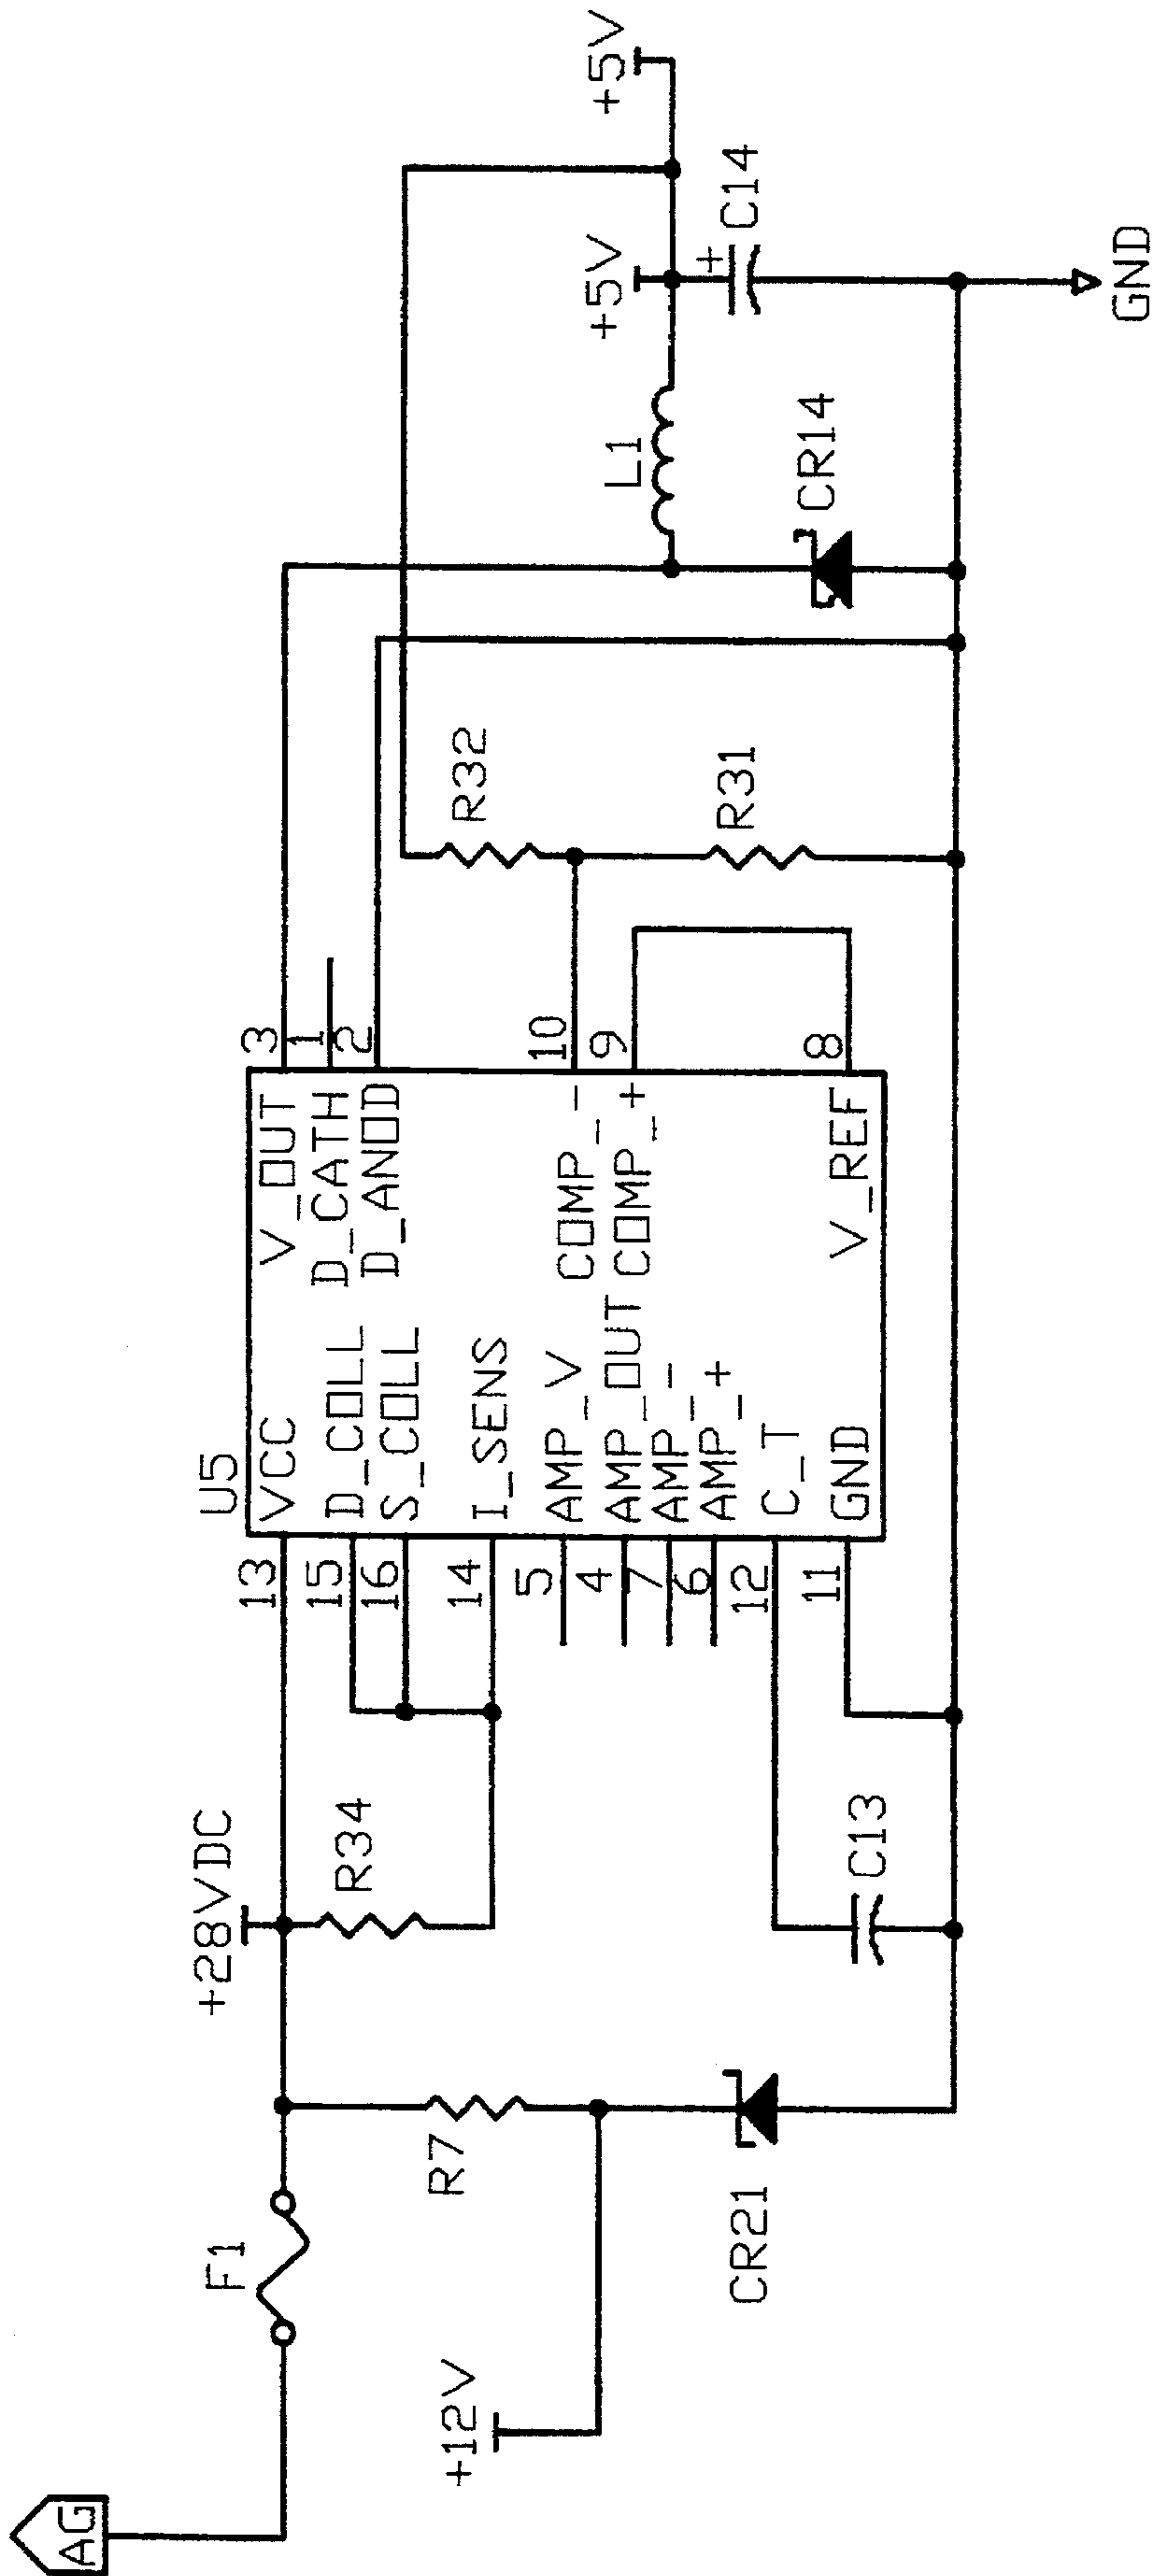 AG
F1
+12V
R7
CR21
+28VDC
R34
C13
U5
13
VCC
15
D_COLL
16
S_COLL
14
I_SENS
5
AMP_V
4
AMP_OUT
7
AMP_-
6
AMP_+
12
C_T
11
GND
V_OUT
3
D_CATH
1
D_ANOD
2
COMP_-
10
COMP_+
9
V_REF
8
R32
R31
L1
CR14
+5V
+
C14
+5V
GND